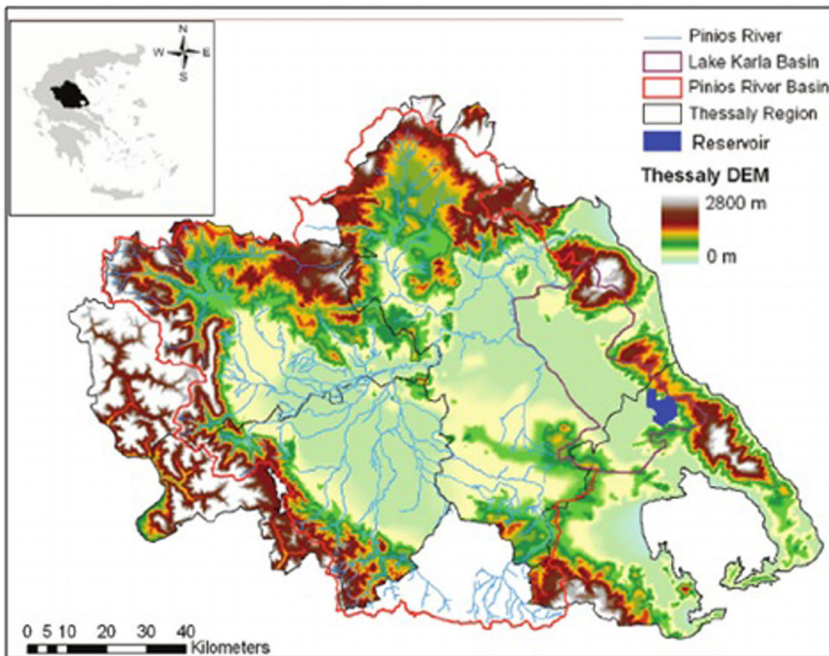 N
W E
S
Pinios River
Lake Karla Basin
Pinios River Basin
Thessaly Region
Reservoir
Thessaly DEM
2800 m
0 m
0 5 10 20 30 40
Kilometers